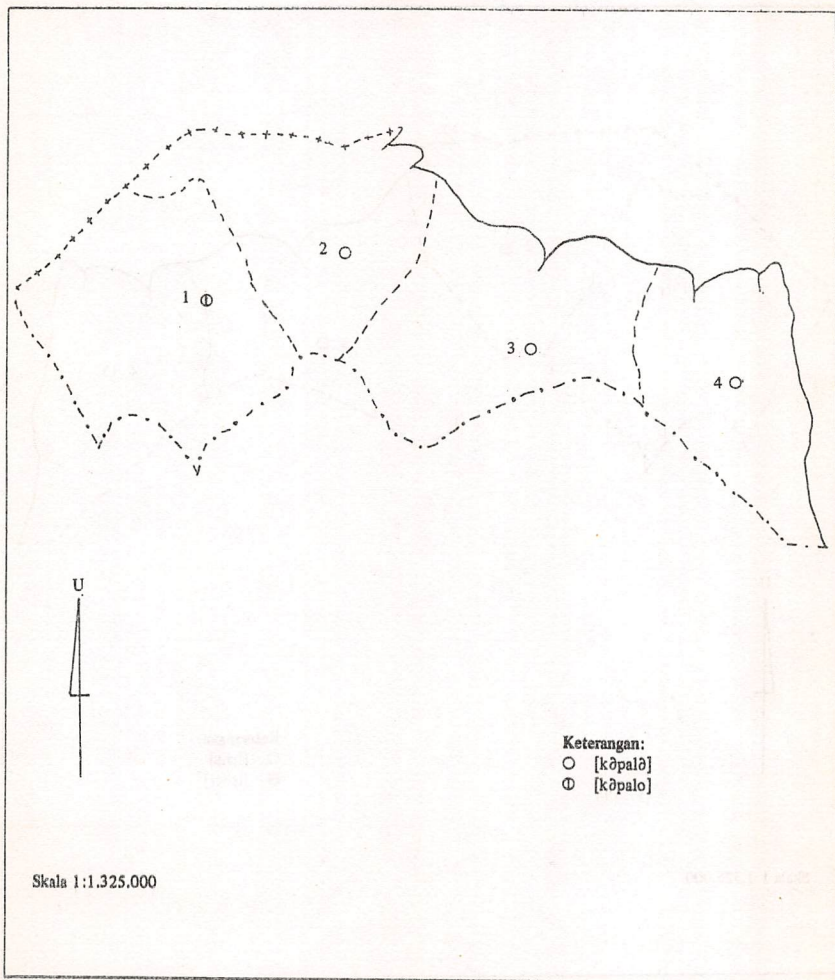 2 ○
1 ⦶
3 ○
4 ○
U
Keterangan:
○ [kəpalə]
⦶ [kəpalo]
Skala 1:1.325.000